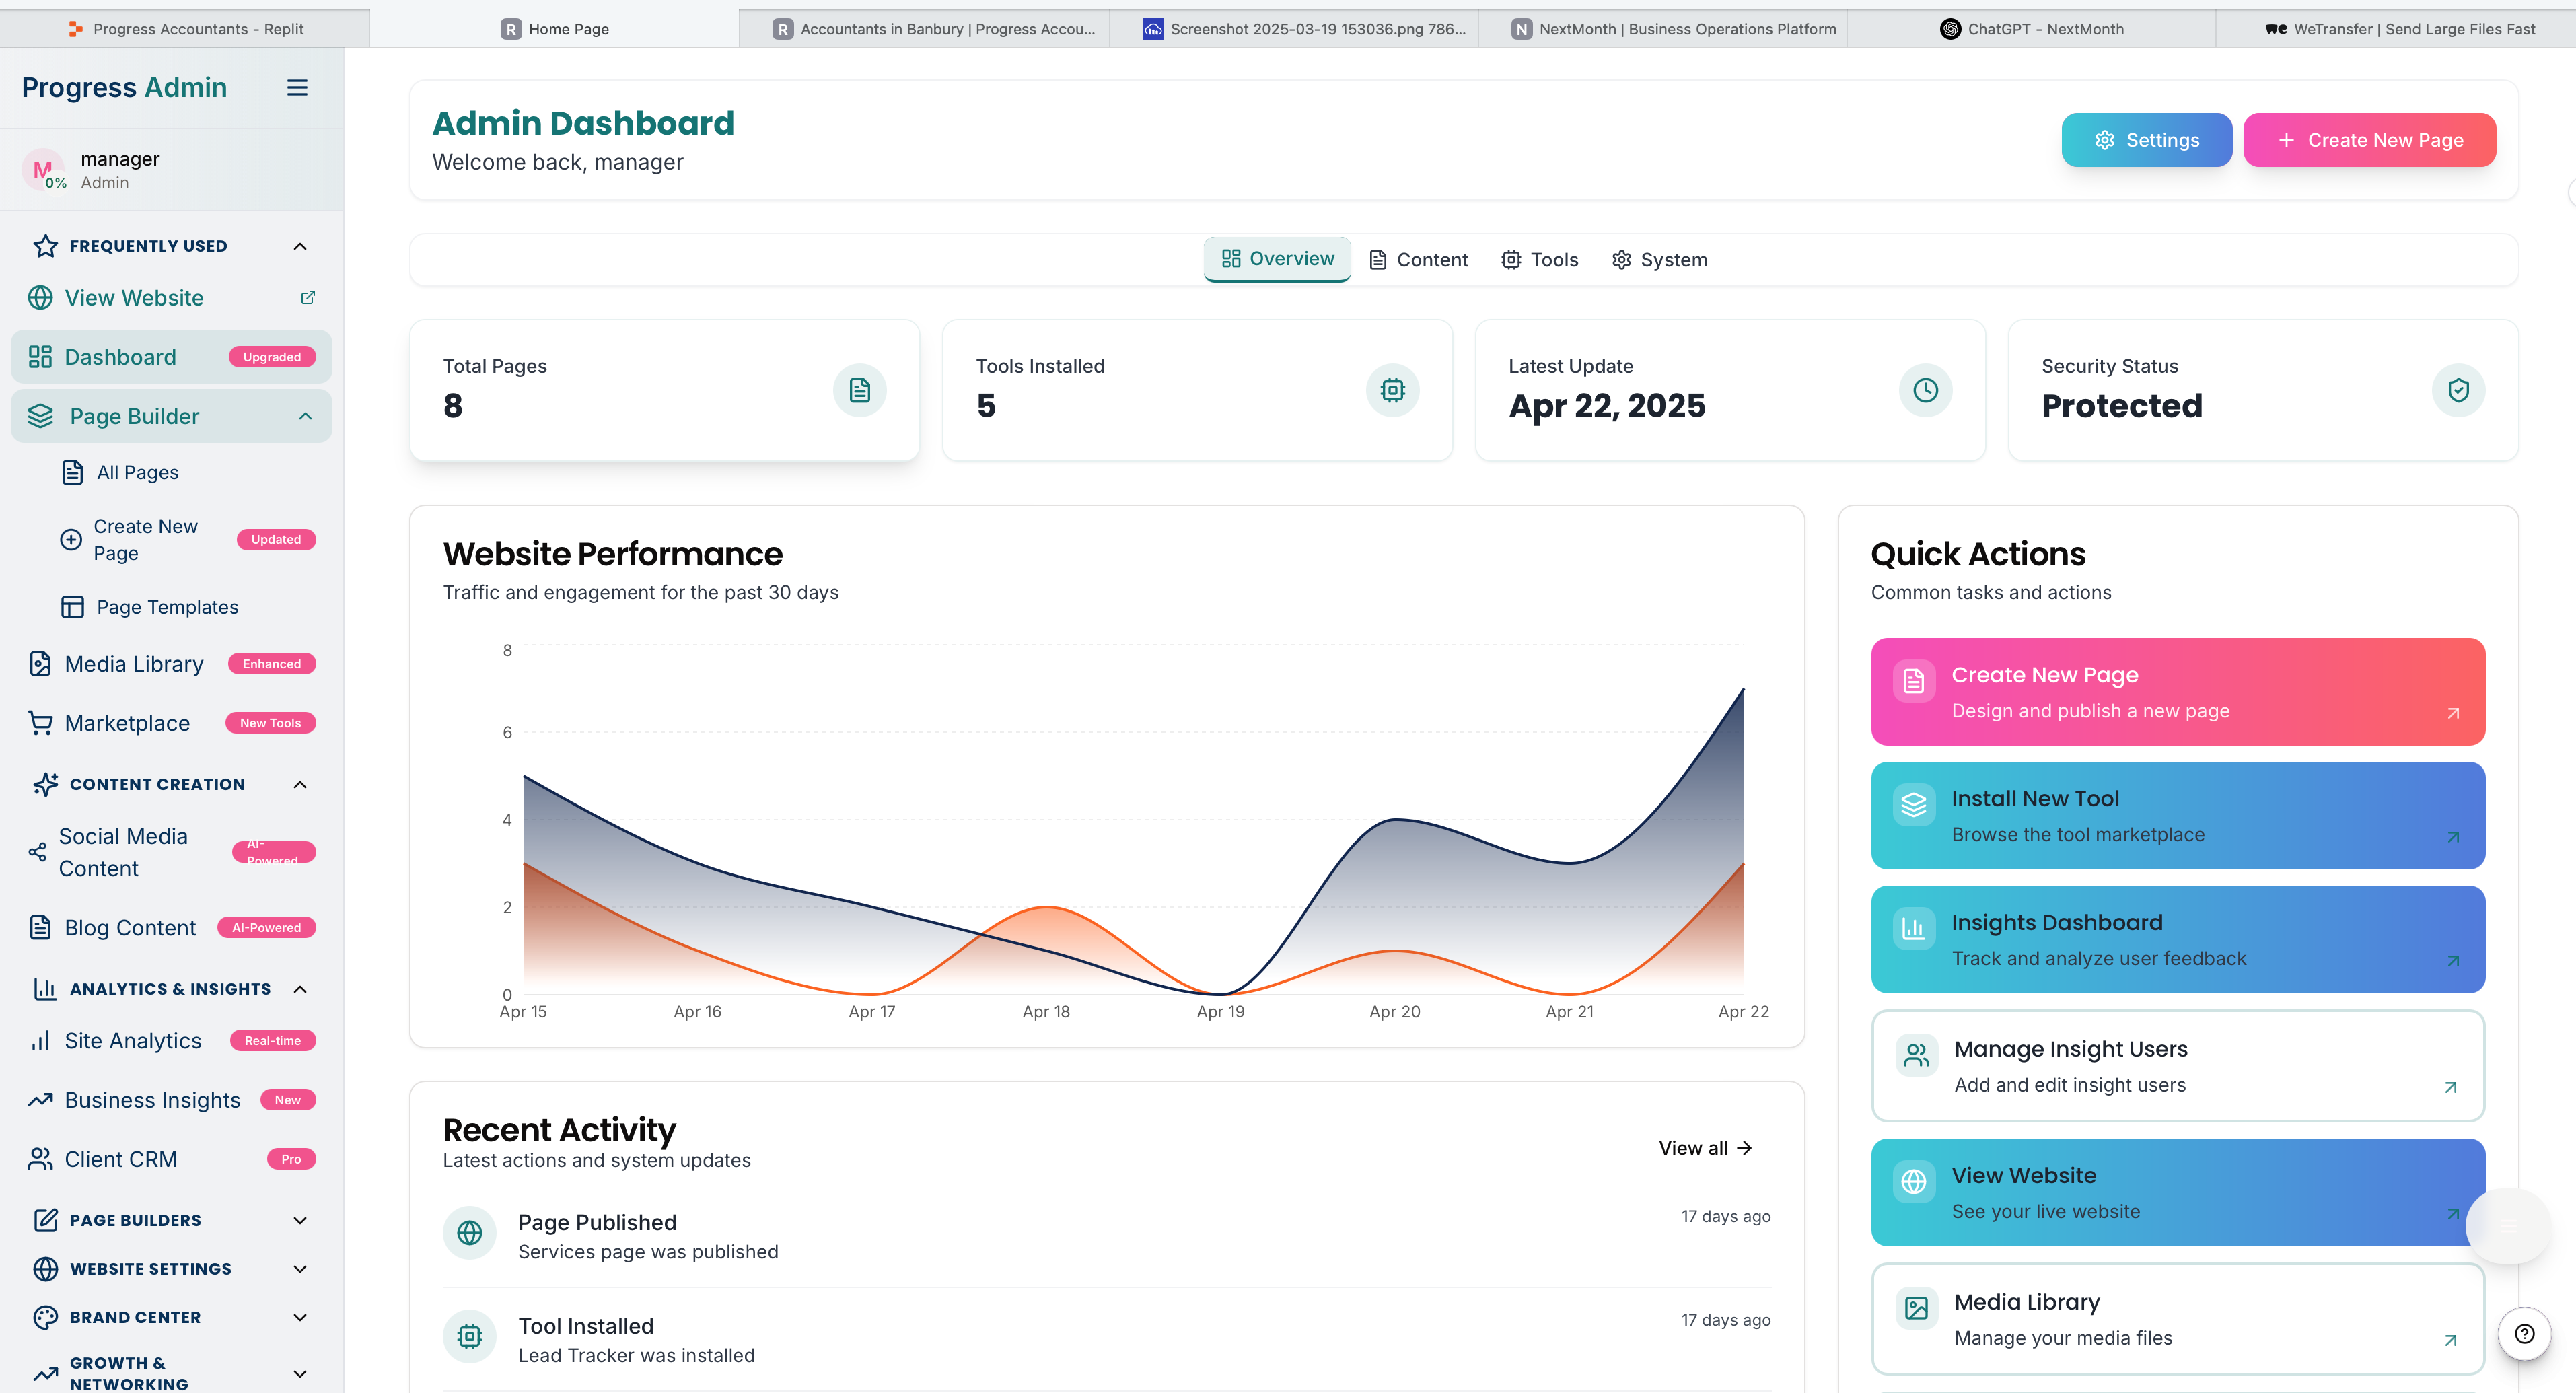 Progress Accountants - Replit
Home Page
Accountants in Banbury | Progress Accou...
Screenshot 2025-03-19 153036.png 786...
NextMonth | Business Operations Platform
ChatGPT - NextMonth
WeTransfer | Send Large Files Fast
Progress Admin
M
0%
manager
Admin
FREQUENTLY USED
View Website
Dashboard
Upgraded
Page Builder
All Pages
Create New
Page
Updated
Page Templates
Media Library
Enhanced
Marketplace
New Tools
CONTENT CREATION
Social Media
Content
AI-
Powered
Blog Content
AI-Powered
ANALYTICS & INSIGHTS
Site Analytics
Real-time
Business Insights
New
Client CRM
Pro
PAGE BUILDERS
WEBSITE SETTINGS
BRAND CENTER
GROWTH &
NETWORKING
Admin Dashboard
Welcome back, manager
Settings
Create New Page
Overview
Content
Tools
System
Total Pages
8
Tools Installed
5
Latest Update
Apr 22, 2025
Security Status
Protected
Website Performance
Traffic and engagement for the past 30 days
8
6
4
2
0
Apr 15
Apr 16
Apr 17
Apr 18
Apr 19
Apr 20
Apr 21
Apr 22
Recent Activity
Latest actions and system updates
View all
Page Published
Services page was published
17 days ago
Tool Installed
Lead Tracker was installed
17 days ago
Quick Actions
Common tasks and actions
Create New Page
Design and publish a new page
Install New Tool
Browse the tool marketplace
Insights Dashboard
Track and analyze user feedback
Manage Insight Users
Add and edit insight users
View Website
See your live website
Media Library
Manage your media files